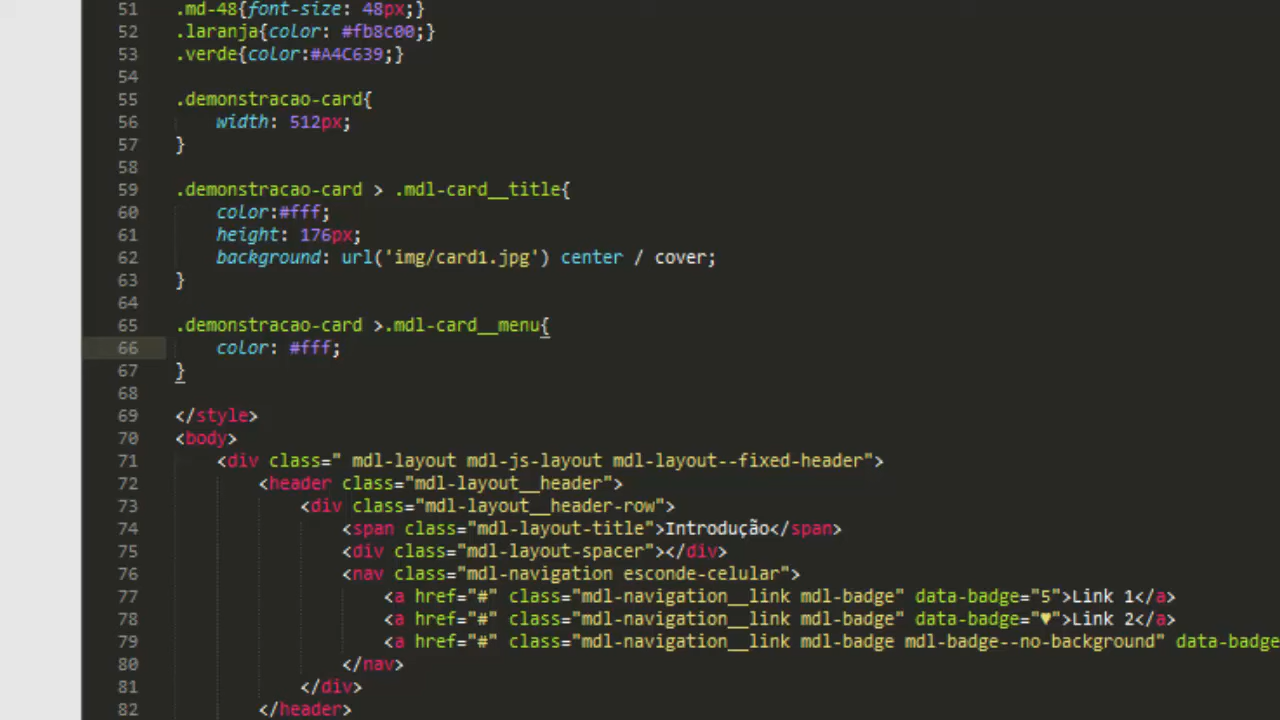 51 .md-48{font-size: 48px;}
52 .laranja{color: #fb8c00;}
53 .verde{color:#A4C639;}
54
55 .demonstracao-card{
56 width: 512px;
57 }
58
59 .demonstracao-card > .mdl-card__title{
60 color:#fff;
61 height: 176px;
62 background: url('img/card1.jpg') center / cover;
63 }
64
65 .demonstracao-card >.mdl-card__menu{
66 color: #fff;
67 }
68
69 </style>
70 <body>
71 <div class=" mdl-layout mdl-js-layout mdl-layout--fixed-header">
72 <header class="mdl-layout__header">
73 <div class="mdl-layout__header-row">
74 <span class="mdl-layout-title">Introdução</span>
75 <div class="mdl-layout-spacer"></div>
76 <nav class="mdl-navigation esconde-celular">
77 <a href="#" class="mdl-navigation__link mdl-badge" data-badge="5">Link 1</a>
78 <a href="#" class="mdl-navigation__link mdl-badge" data-badge="♥">Link 2</a>
79 <a href="#" class="mdl-navigation__link mdl-badge mdl-badge--no-background" data-badge
80 </nav>
81 </div>
82 </header>